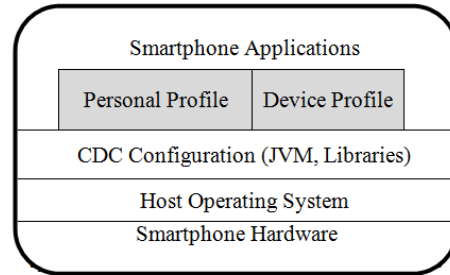 Smartphone Applications
Personal Profile
Device Profile
CDC Configuration (JVM, Libraries)
Host Operating System
Smartphone Hardware